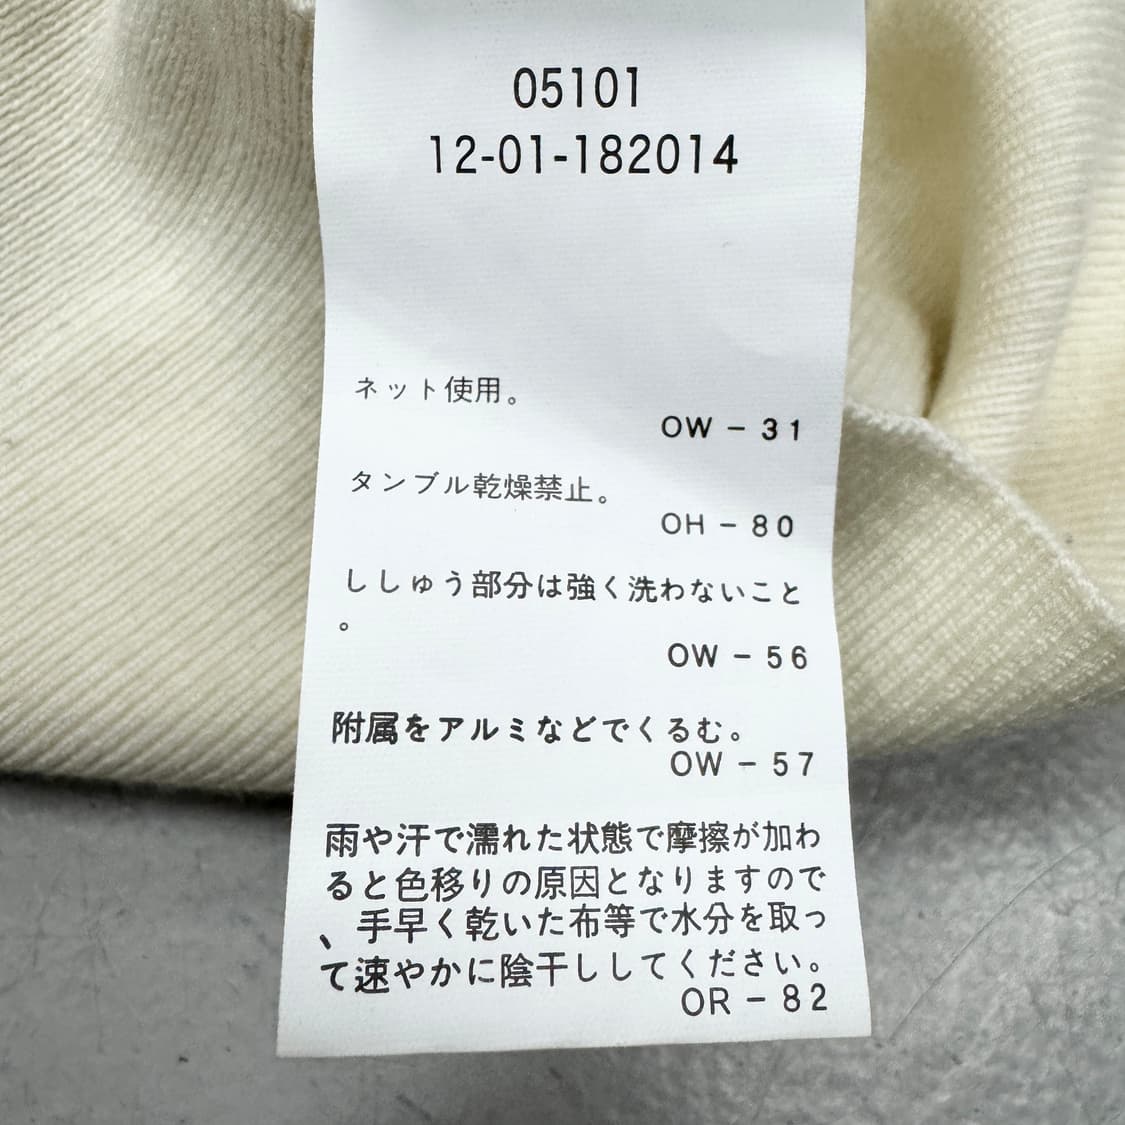 05101
12-01-182014
ネット使用。
OW－31
タンブル乾燥禁止。
OH－80
ししゅう部分は強く洗わないこと
。
OW－56
附属をアルミなどでくるむ。
OW－57
雨や汗で濡れた状態で摩擦が加わ
ると色移りの原因となりますので
、手早く乾いた布等で水分を取っ
て速やかに陰干ししてください。
OR－82